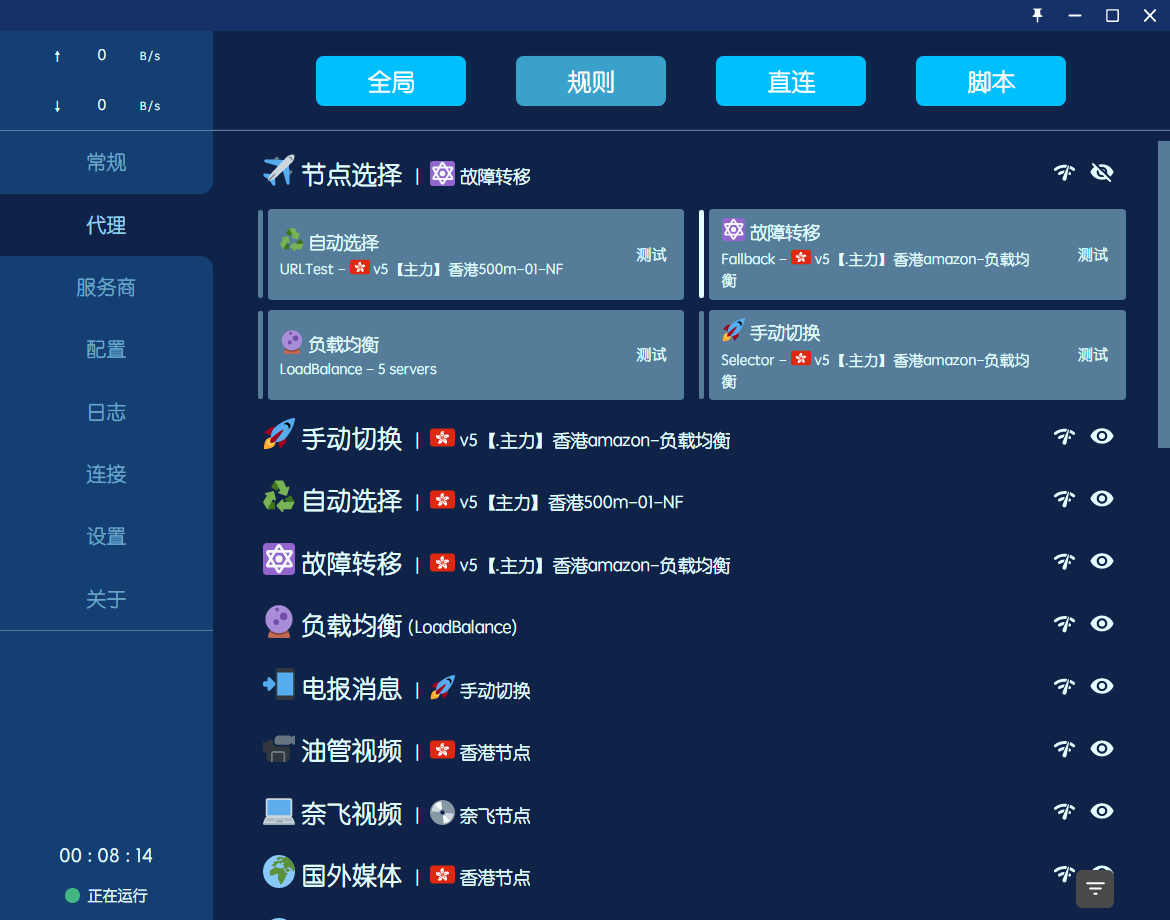 ↑ 0 B/s
↓ 0 B/s
全局 规则 直连 脚本
常规
代理
服务商
配置
日志
连接
设置
关于
00 : 08 : 14
正在运行
节点选择 | 故障转移
自动选择
URLTest - v5【主力】香港500m-01-NF
测试
故障转移
Fallback - v5【.主力】香港amazon-负载均
衡
测试
负载均衡
LoadBalance - 5 servers
测试
手动切换
Selector - v5【.主力】香港amazon-负载均
衡
测试
手动切换 | v5【.主力】香港amazon-负载均衡
自动选择 | v5【主力】香港500m-01-NF
故障转移 | v5【.主力】香港amazon-负载均衡
负载均衡 (LoadBalance)
电报消息 | 手动切换
油管视频 | 香港节点
奈飞视频 | 奈飞节点
国外媒体 | 香港节点